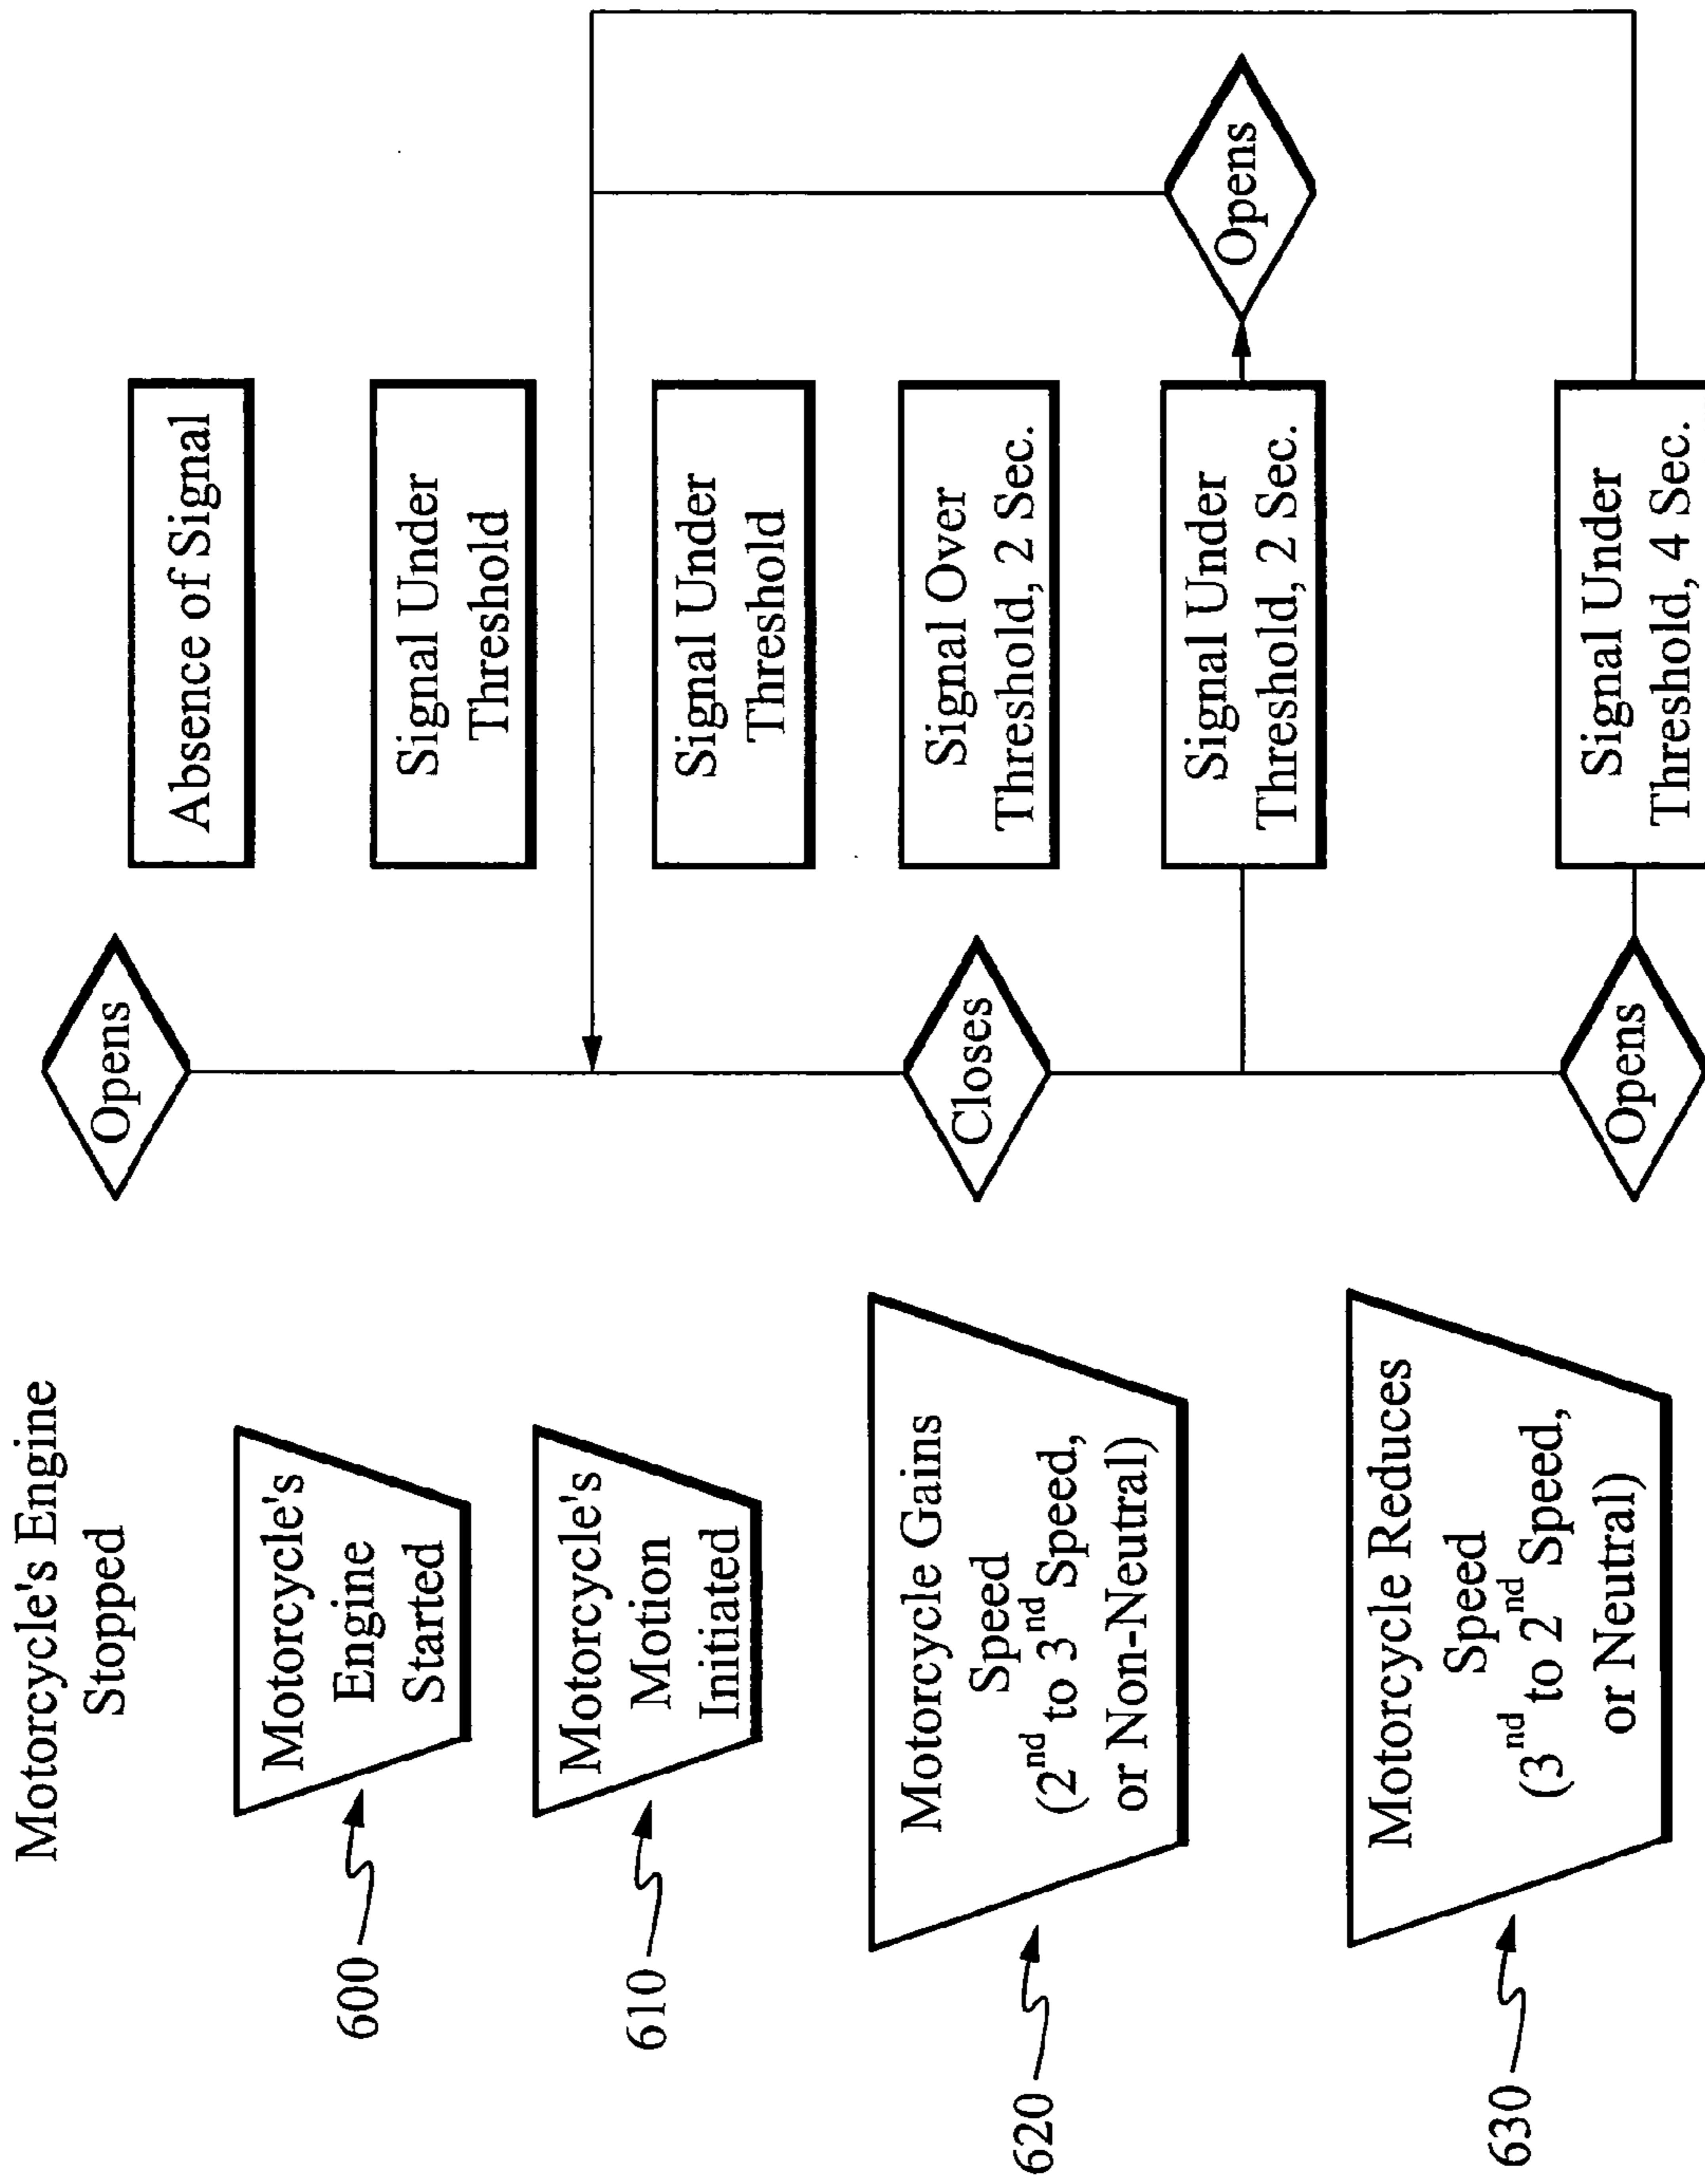 Motorcycle's Engine
Stopped
Opens
Absence of Signal
600
Motorcycle's
Engine
Started
Signal Under
Threshold
610
Motorcycle's
Motion
Initiated
Signal Under
Threshold
620
Motorcycle Gains
Speed
(2nd to 3nd Speed,
or Non-Neutral)
Closes
Signal Over
Threshold, 2 Sec.
Signal Under
Threshold, 2 Sec.
Opens
630
Motorcycle Reduces
Speed
(3nd to 2nd Speed,
or Neutral)
Opens
Signal Under
Threshold, 4 Sec.